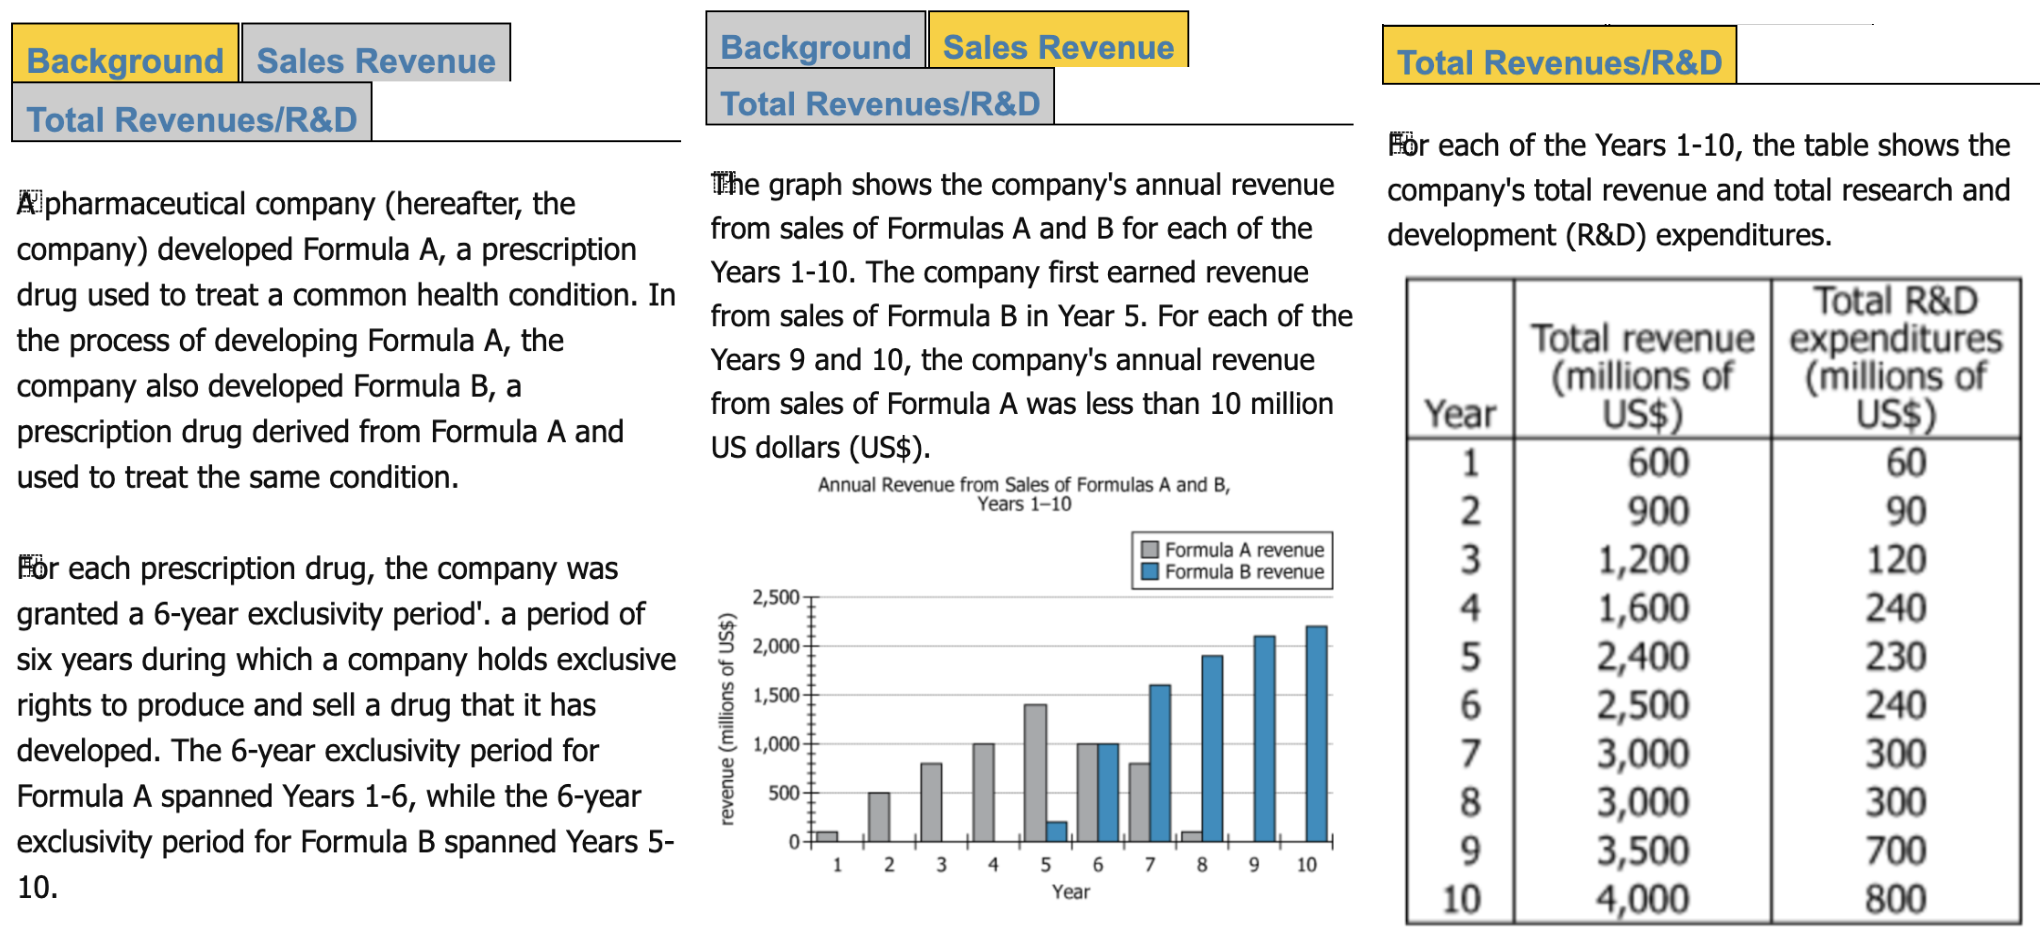 Background Sales Revenue
Total Revenues/R&D
A pharmaceutical company (hereafter, the
company) developed Formula A, a prescription
drug used to treat a common health condition. In
the process of developing Formula A, the
company also developed Formula B, a
prescription drug derived from Formula A and
used to treat the same condition.
For each prescription drug, the company was
granted a 6-year exclusivity period'. a period of
six years during which a company holds exclusive
rights to produce and sell a drug that it has
developed. The 6-year exclusivity period for
Formula A spanned Years 1-6, while the 6-year
exclusivity period for Formula B spanned Years 5-
10.
Background Sales Revenue
Total Revenues/R&D
The graph shows the company's annual revenue
from sales of Formulas A and B for each of the
Years 1-10. The company first earned revenue
from sales of Formula B in Year 5. For each of the
Years 9 and 10, the company's annual revenue
from sales of Formula A was less than 10 million
US dollars (US$).
Annual Revenue from Sales of Formulas A and B,
Years 1–10
Formula A revenue
Formula B revenue
revenue (millions of US$)
2,500
2,000
1,500
1,000
500
0
1 2 3 4 5 6 7 8 9 10
Year
Total Revenues/R&D
For each of the Years 1-10, the table shows the
company's total revenue and total research and
development (R&D) expenditures.
Year Total revenue (millions of US$) Total R&D expenditures (millions of US$)
1 600 60
2 900 90
3 1,200 120
4 1,600 240
5 2,400 230
6 2,500 240
7 3,000 300
8 3,000 300
9 3,500 700
10 4,000 800